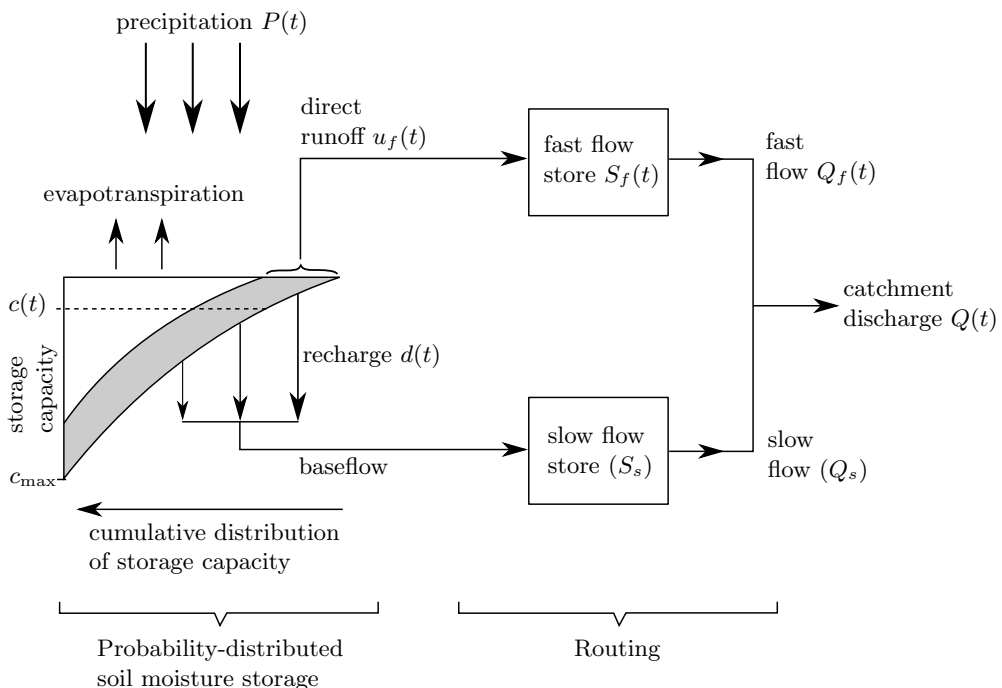 precipitation P(t)
direct
runoff u_f(t)
fast flow
store S_f(t)
fast
flow Q_f(t)
evapotranspiration
c(t)
catchment
discharge Q(t)
storage
capacity
recharge d(t)
slow flow
store (S_s)
slow
flow (Q_s)
baseflow
c_max
cumulative distribution
of storage capacity
Probability-distributed
soil moisture storage
Routing